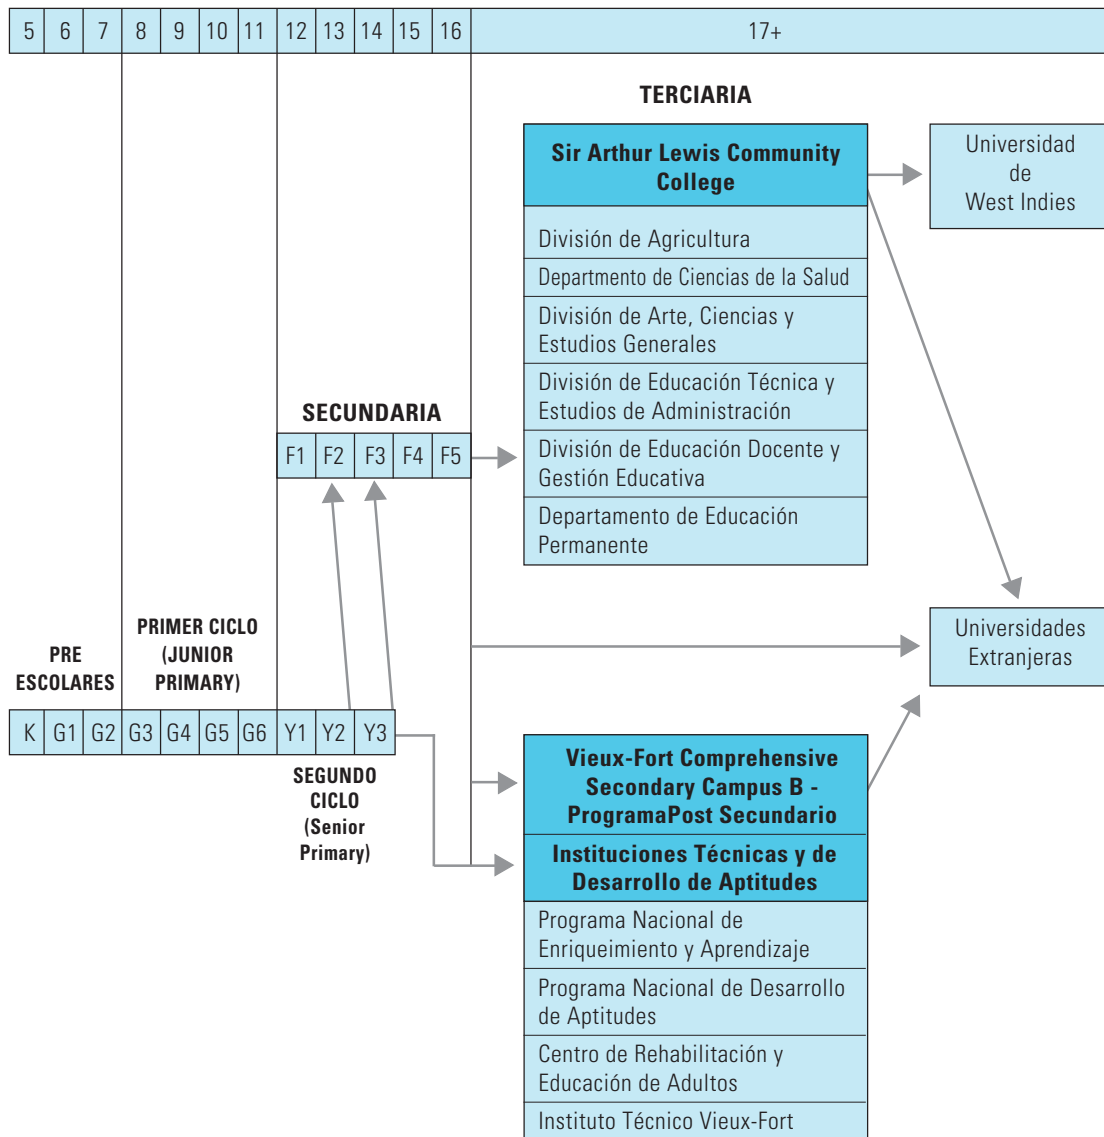 5 6 7 8 9 10 11 12 13 14 15 16 17+
TERCIARIA
Sir Arthur Lewis Community
College
División de Agricultura
Departmento de Ciencias de la Salud
División de Arte, Ciencias y
Estudios Generales
División de Educación Técnica y
Estudios de Administración
División de Educación Docente y
Gestión Educativa
Departamento de Educación
Permanente
Universidad
de
West Indies
SECUNDARIA
F1 F2 F3 F4 F5
Universidades
Extranjeras
PRE
ESCOLARES
PRIMER CICLO
(JUNIOR
PRIMARY)
K G1 G2 G3 G4 G5 G6 Y1 Y2 Y3
SEGUNDO
CICLO
(Senior
Primary)
Vieux-Fort Comprehensive
Secondary Campus B -
ProgramaPost Secundario
Instituciones Técnicas y de
Desarrollo de Aptitudes
Programa Nacional de
Enriqueimiento y Aprendizaje
Programa Nacional de Desarrollo
de Aptitudes
Centro de Rehabilitación y
Educación de Adultos
Instituto Técnico Vieux-Fort